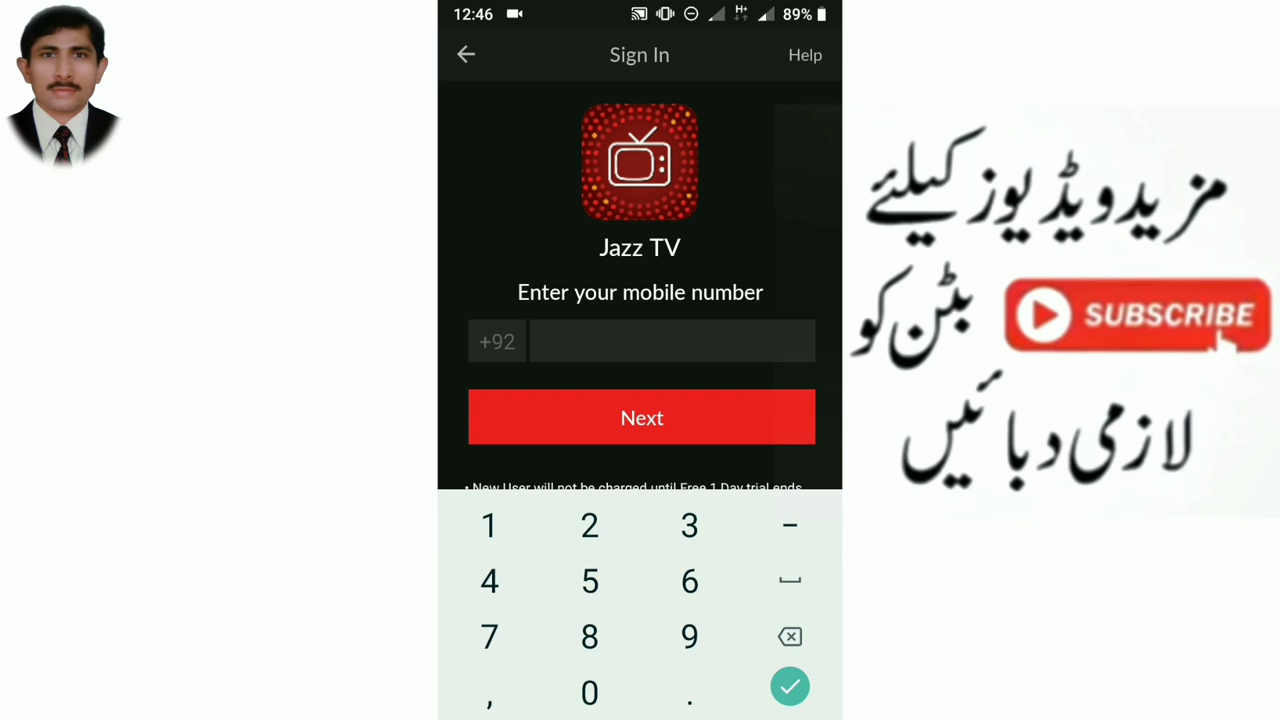 12:46
H+
89%
Sign In
Help
Jazz TV
Enter your mobile number
+92
Next
• New User will not be charged until Free 1 Day trial ends
1 2 3 –
4 5 6
7 8 9
, 0 .
مزید ویڈیوز کیلئے
SUBSCRIBE بٹن کو
لازمی دبائیں